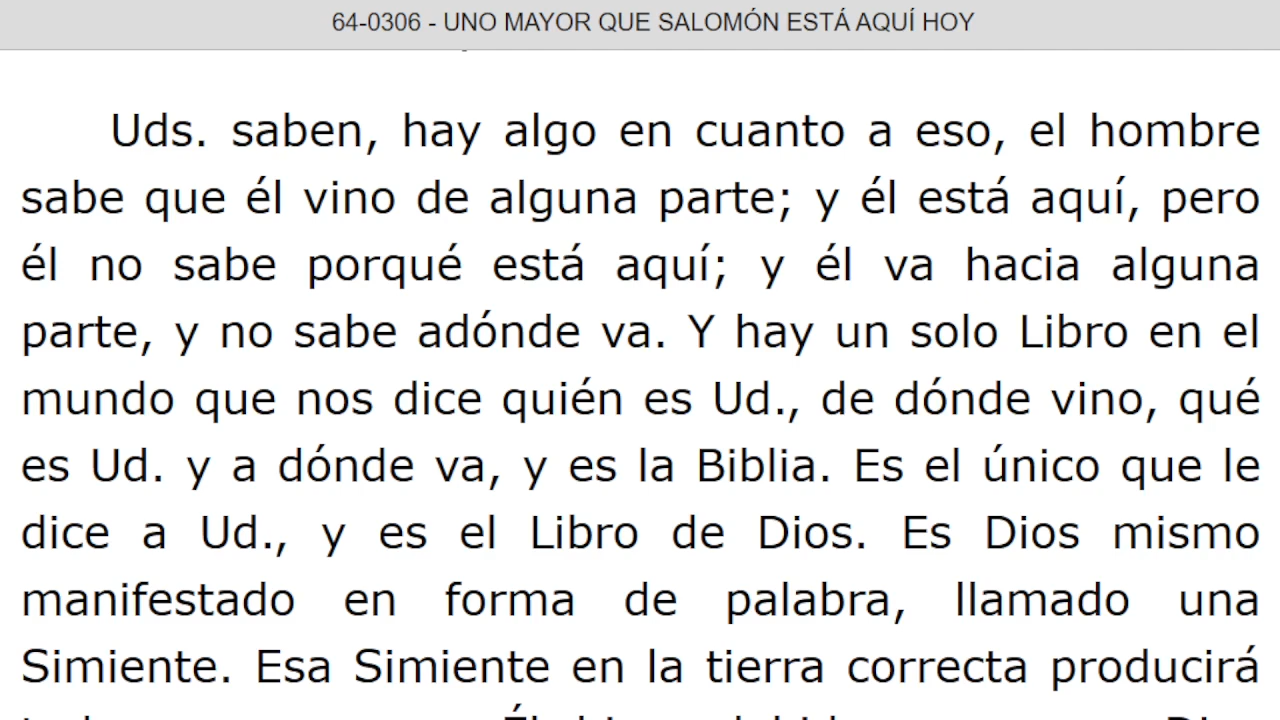 64-0306 - UNO MAYOR QUE SALOMÓN ESTÁ AQUÍ HOY
Uds. saben, hay algo en cuanto a eso, el hombre
sabe que él vino de alguna parte; y él está aquí, pero
él no sabe porqué está aquí; y él va hacia alguna
parte, y no sabe adónde va. Y hay un solo Libro en el
mundo que nos dice quién es Ud., de dónde vino, qué
es Ud. y a dónde va, y es la Biblia. Es el único que le
dice a Ud., y es el Libro de Dios. Es Dios mismo
manifestado en forma de palabra, llamado una
Simiente. Esa Simiente en la tierra correcta producirá